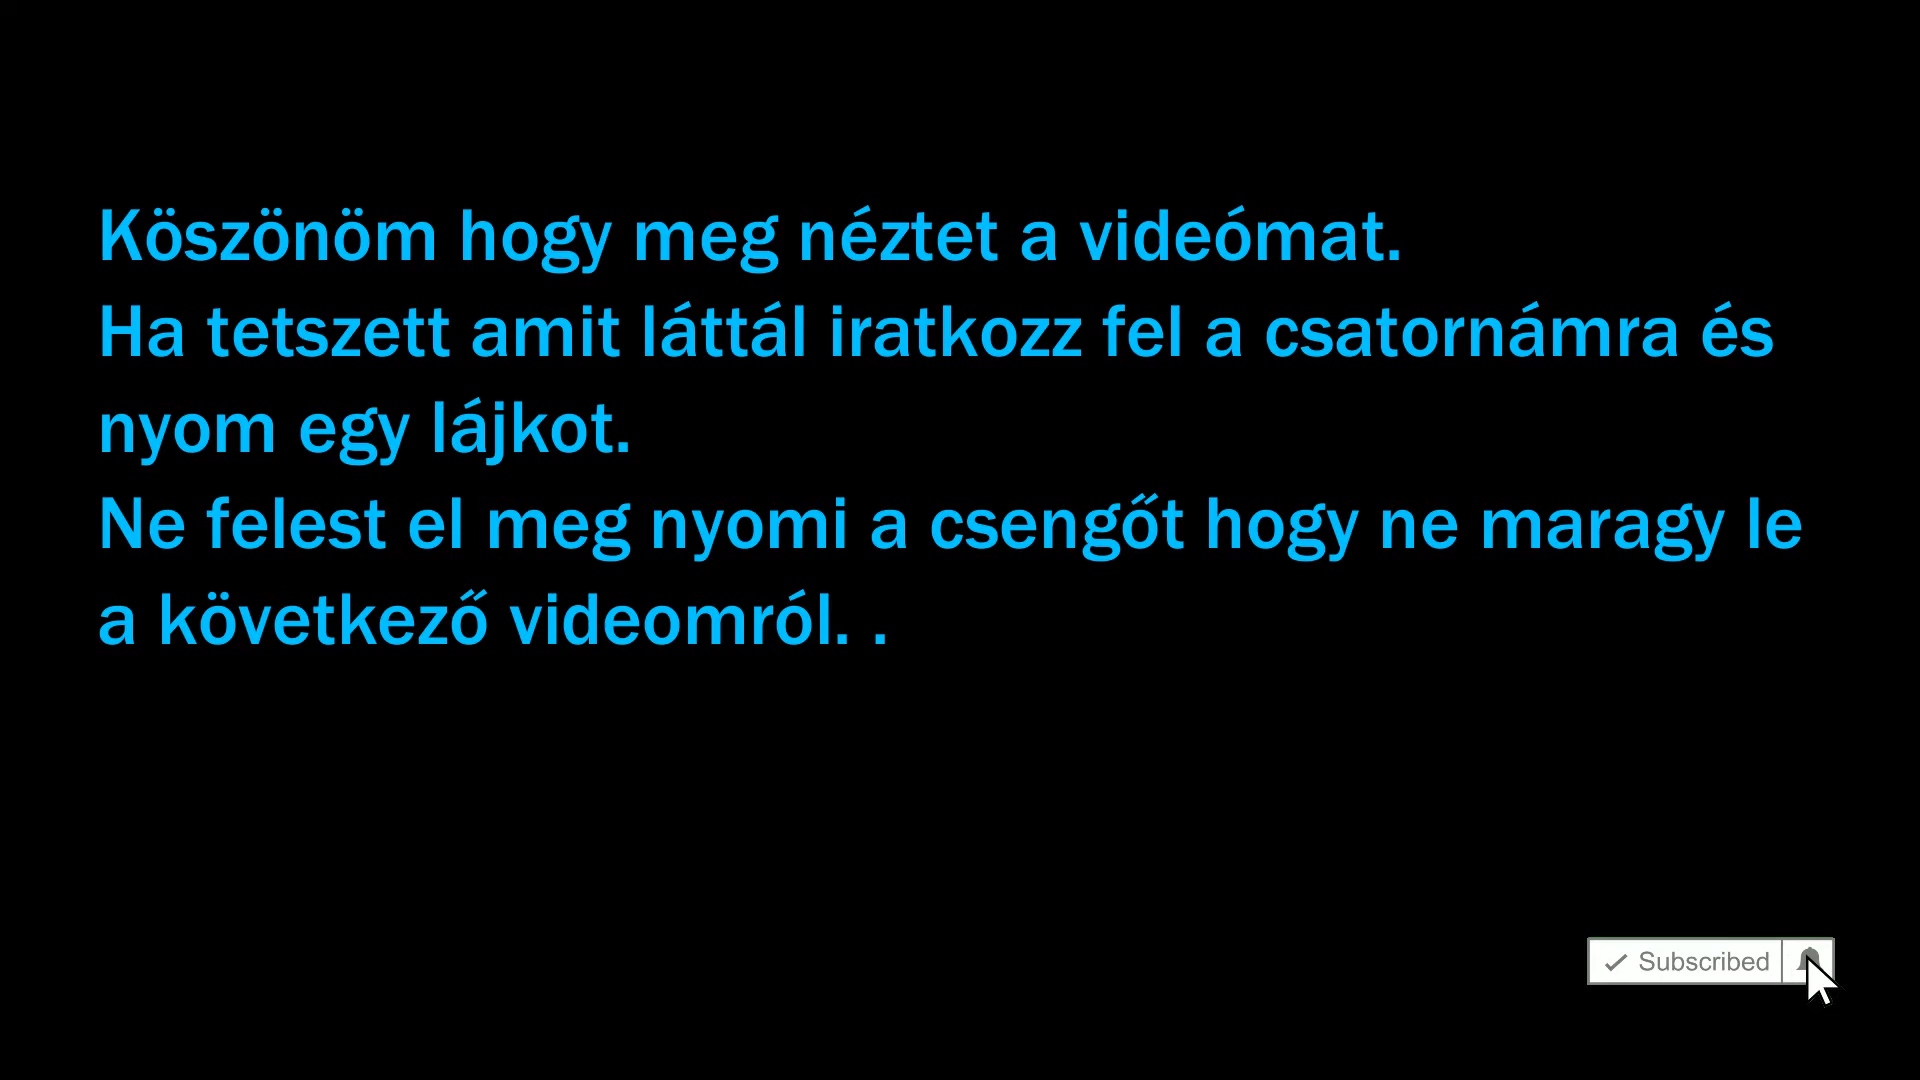 Köszönöm hogy meg néztet a videómat.
Ha tetszett amit láttál iratkozz fel a csatornámra és
nyom egy lájkot.
Ne felest el meg nyomi a csengőt hogy ne maragy le
a következő videomról. .
Subscribed